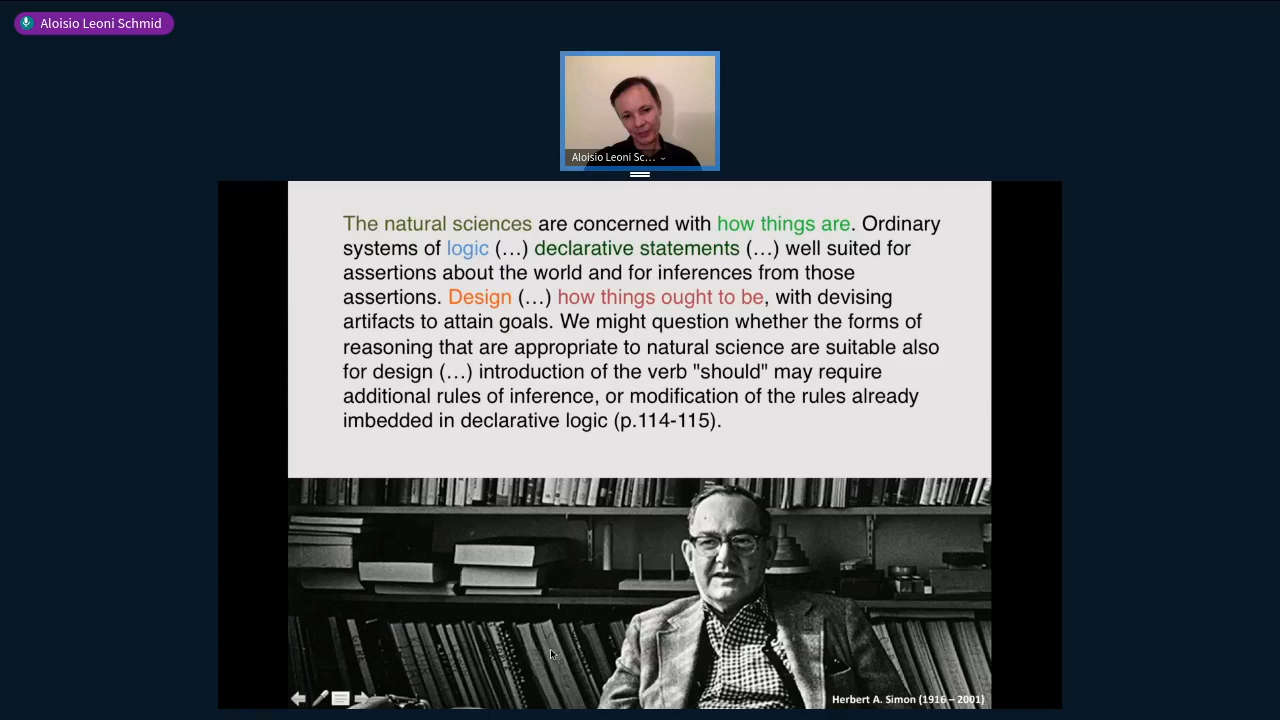 Aloisio Leoni Schmid
Aloisio Leoni Sc...
The natural sciences are concerned with how things are. Ordinary
systems of logic (…) declarative statements (…) well suited for
assertions about the world and for inferences from those
assertions. Design (…) how things ought to be, with devising
artifacts to attain goals. We might question whether the forms of
reasoning that are appropriate to natural science are suitable also
for design (…) introduction of the verb "should" may require
additional rules of inference, or modification of the rules already
imbedded in declarative logic (p.114-115).
Herbert A. Simon (1916 – 2001)